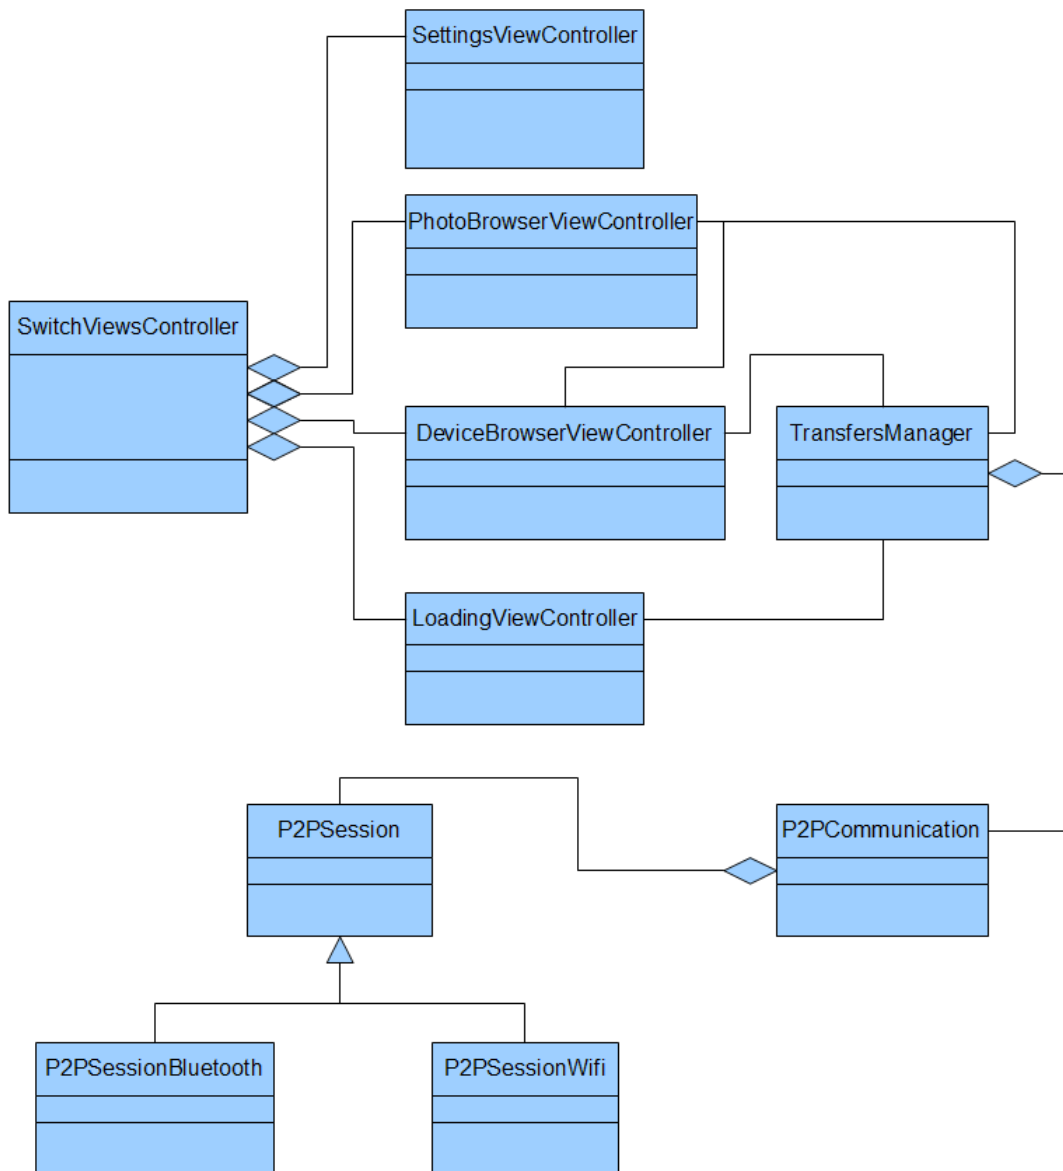 SettingsViewController
PhotoBrowserViewController
SwitchViewsController
DeviceBrowserViewController
TransfersManager
LoadingViewController
P2PSession
P2PCommunication
P2PSessionBluetooth
P2PSessionWifi